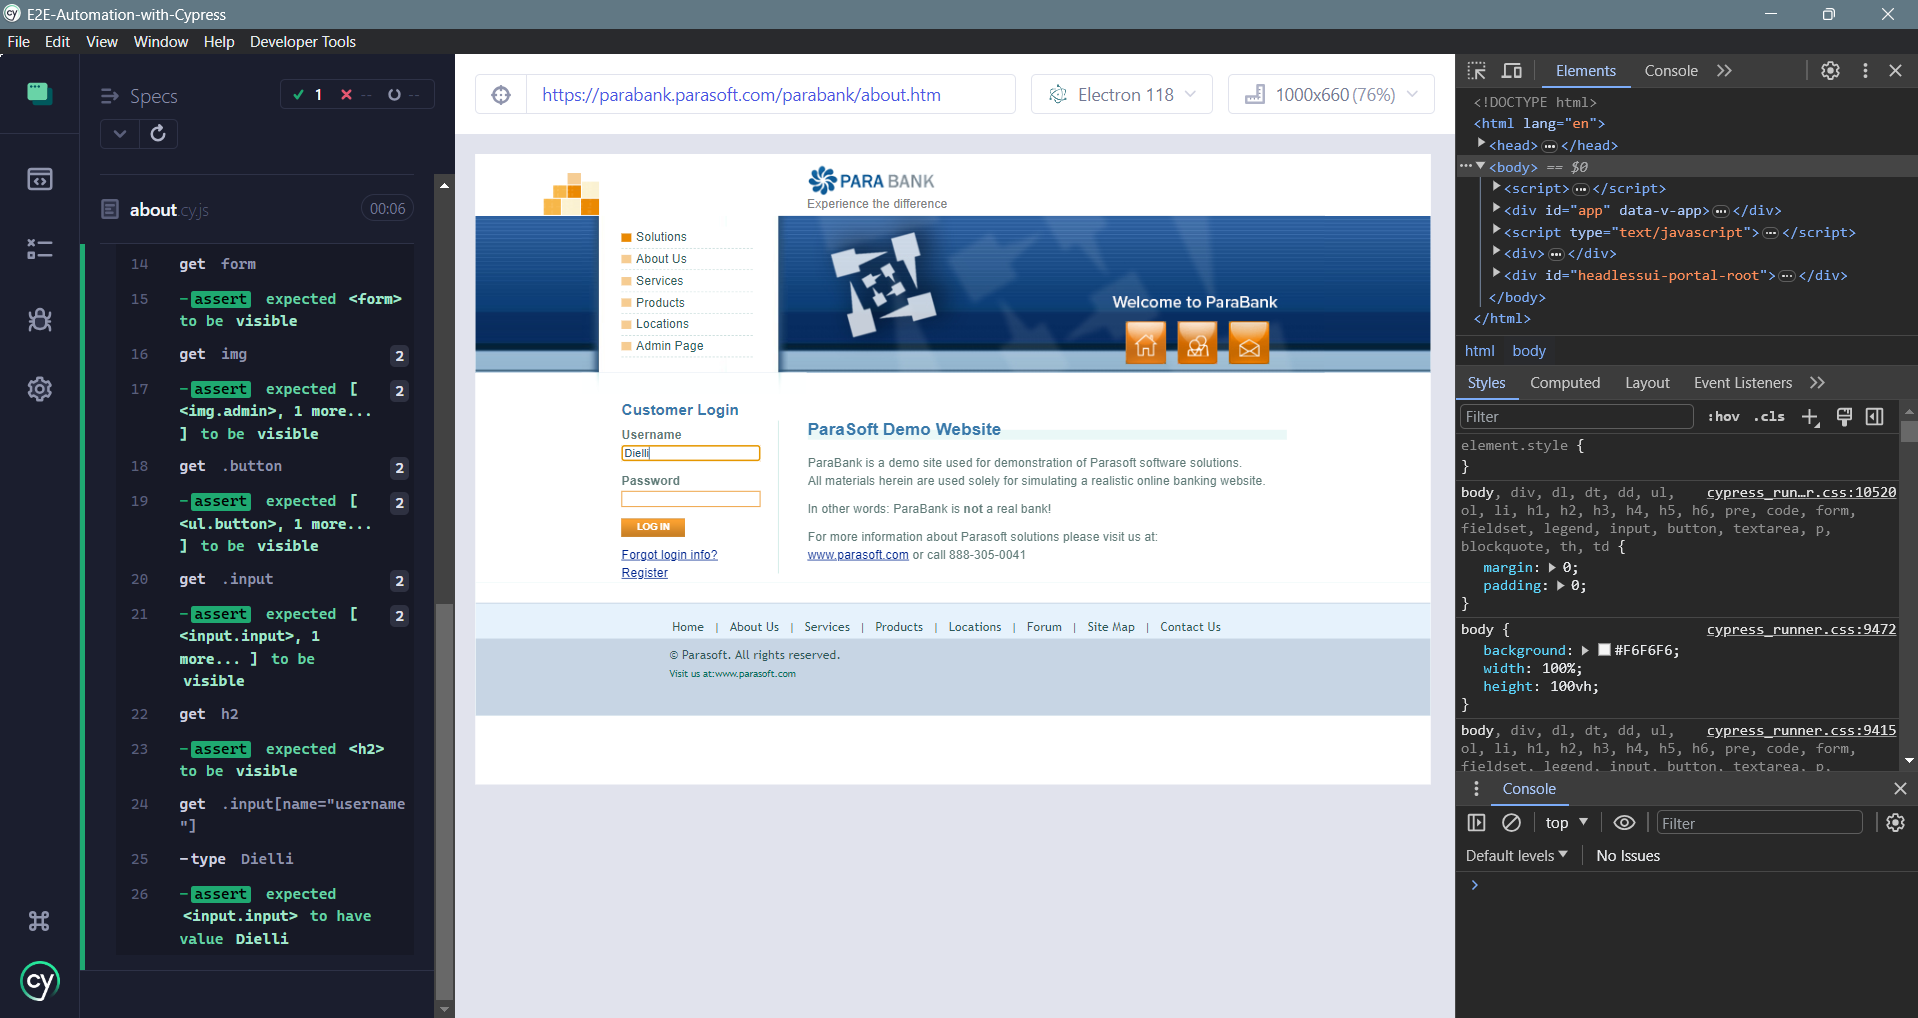 E2E-Automation-with-Cypress
File Edit View Window Help Developer Tools
Specs
1 -- --
about.cy.js 00:06
14 get form
15 -assert expected <form>
to be visible
16 get img 2
17 -assert expected [ 2
<img.admin>, 1 more...
] to be visible
18 get .button 2
19 -assert expected [ 2
<ul.button>, 1 more...
] to be visible
20 get .input 2
21 -assert expected [ 2
<input.input>, 1
more... ] to be
visible
22 get h2
23 -assert expected <h2>
to be visible
24 get .input[name="username
"]
25 -type Dielli
26 -assert expected
<input.input> to have
value Dielli
cy
https://parabank.parasoft.com/parabank/about.htm
Electron 118
1000x660 (76%)
PARA BANK
Experience the difference
Solutions
About Us
Services
Products
Locations
Admin Page
Welcome to ParaBank
Customer Login
Username
Dielli
Password
LOG IN
Forgot login info?
Register
ParaSoft Demo Website
ParaBank is a demo site used for demonstration of Parasoft software solutions.
All materials herein are used solely for simulating a realistic online banking website.
In other words: ParaBank is not a real bank!
For more information about Parasoft solutions please visit us at:
www.parasoft.com or call 888-305-0041
Home | About Us | Services | Products | Locations | Forum | Site Map | Contact Us
© Parasoft. All rights reserved.
Visit us at:www.parasoft.com
Elements Console
<!DOCTYPE html>
<html lang="en">
<head> … </head>
… <body> == $0
<script> … </script>
<div id="app" data-v-app> … </div>
<script type="text/javascript"> … </script>
<div> … </div>
<div id="headlessui-portal-root"> … </div>
</body>
</html>
html body
Styles Computed Layout Event Listeners
Filter :hov .cls
element.style {
}
body, div, dl, dt, dd, ul, cypress_run…r.css:10520
ol, li, h1, h2, h3, h4, h5, h6, pre, code, form,
fieldset, legend, input, button, textarea, p,
blockquote, th, td {
margin: 0;
padding: 0;
}
body { cypress_runner.css:9472
background: #F6F6F6;
width: 100%;
height: 100vh;
}
body, div, dl, dt, dd, ul, cypress_runner.css:9415
ol, li, h1, h2, h3, h4, h5, h6, pre, code, form,
fieldset, legend, input, button, textarea, p,
Console
top Filter
Default levels No Issues